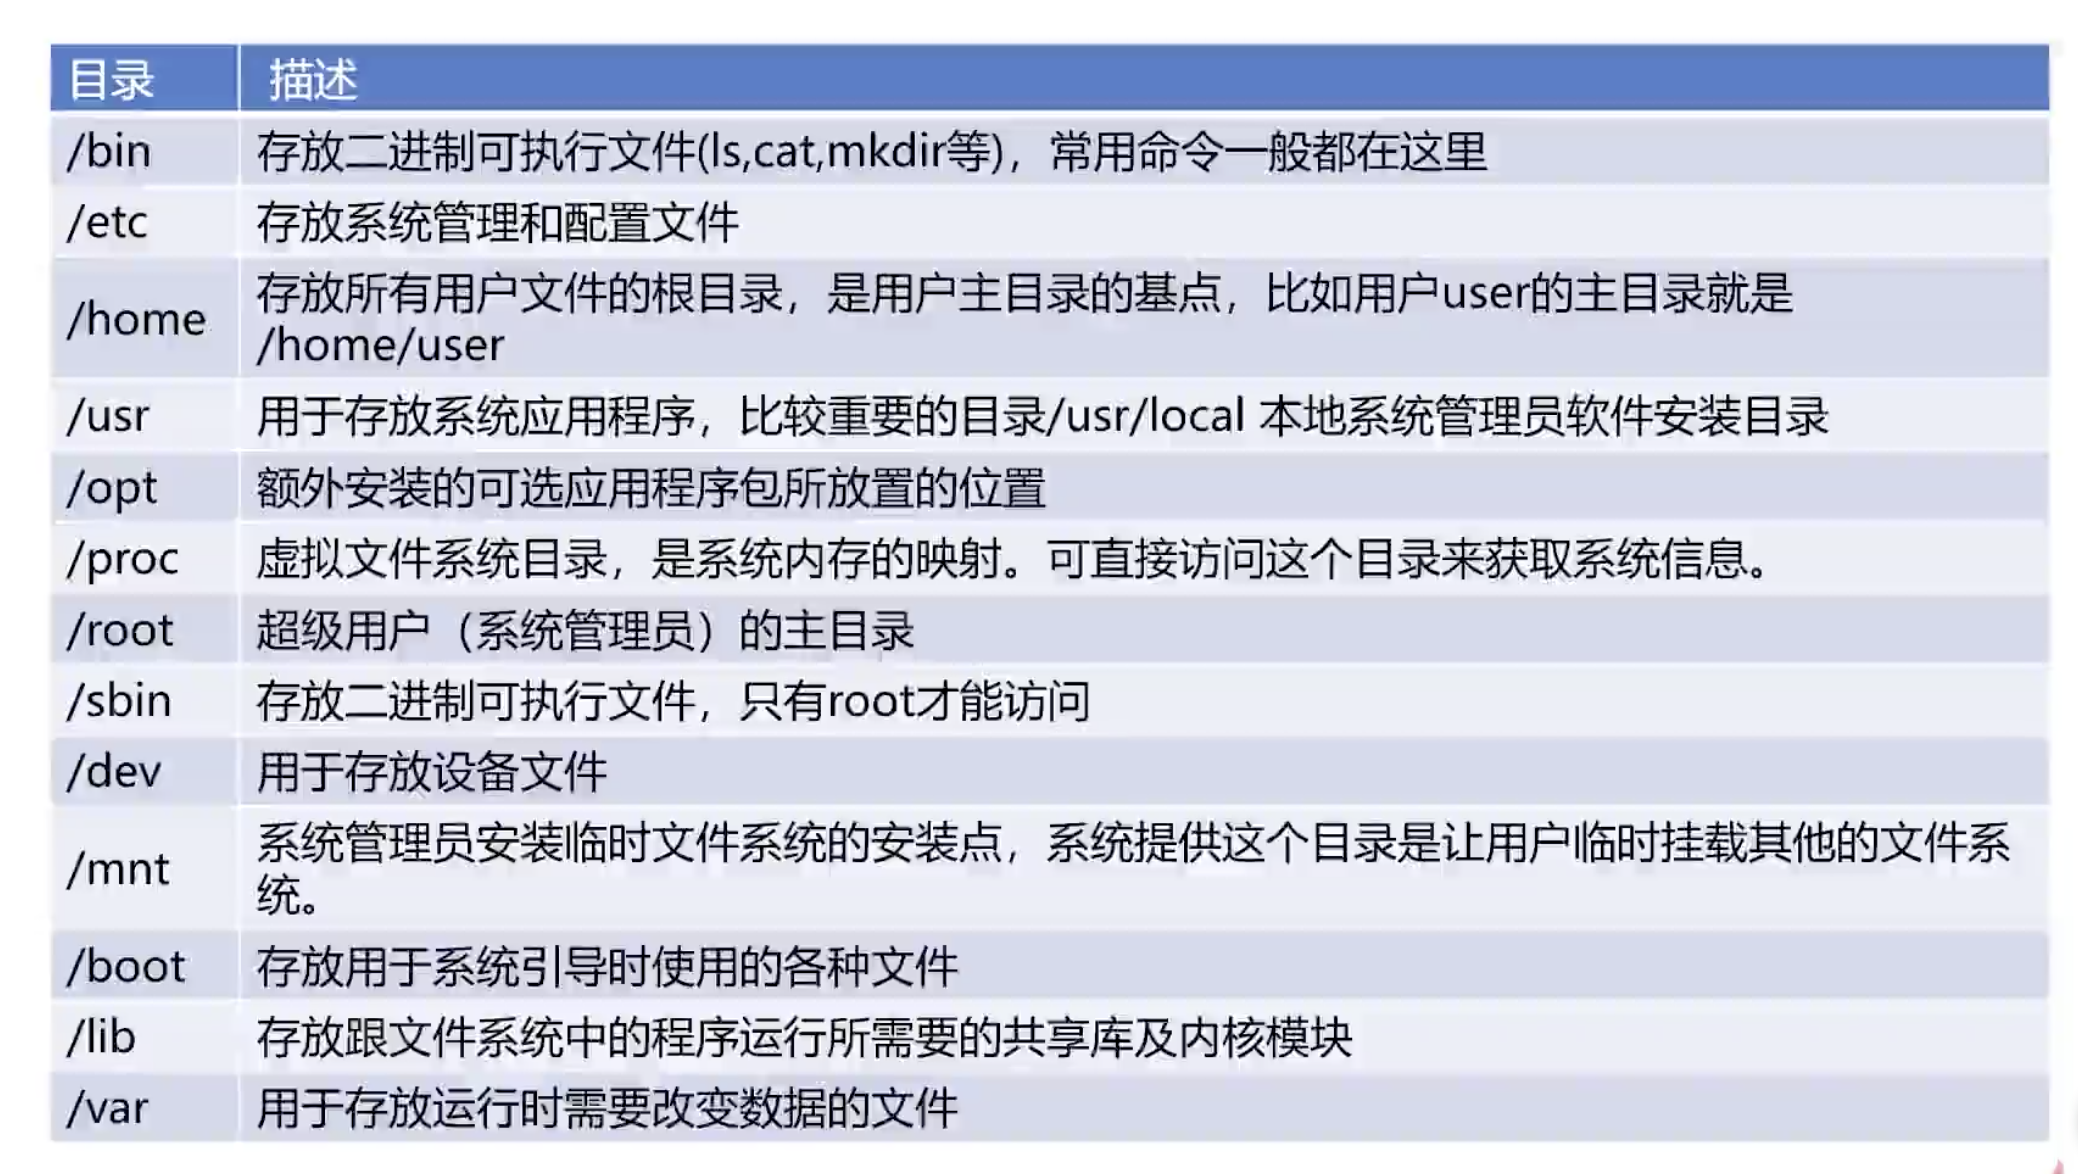 目录 描述
/bin 存放二进制可执行文件(ls,cat,mkdir等)，常用命令一般都在这里
/etc 存放系统管理和配置文件
/home 存放所有用户文件的根目录，是用户主目录的基点，比如用户user的主目录就是
/home/user
/usr 用于存放系统应用程序，比较重要的目录/usr/local 本地系统管理员软件安装目录
/opt 额外安装的可选应用程序包所放置的位置
/proc 虚拟文件系统目录，是系统内存的映射。可直接访问这个目录来获取系统信息。
/root 超级用户（系统管理员）的主目录
/sbin 存放二进制可执行文件，只有root才能访问
/dev 用于存放设备文件
/mnt 系统管理员安装临时文件系统的安装点，系统提供这个目录是让用户临时挂载其他的文件系
统。
/boot 存放用于系统引导时使用的各种文件
/lib 存放跟文件系统中的程序运行所需要的共享库及内核模块
/var 用于存放运行时需要改变数据的文件